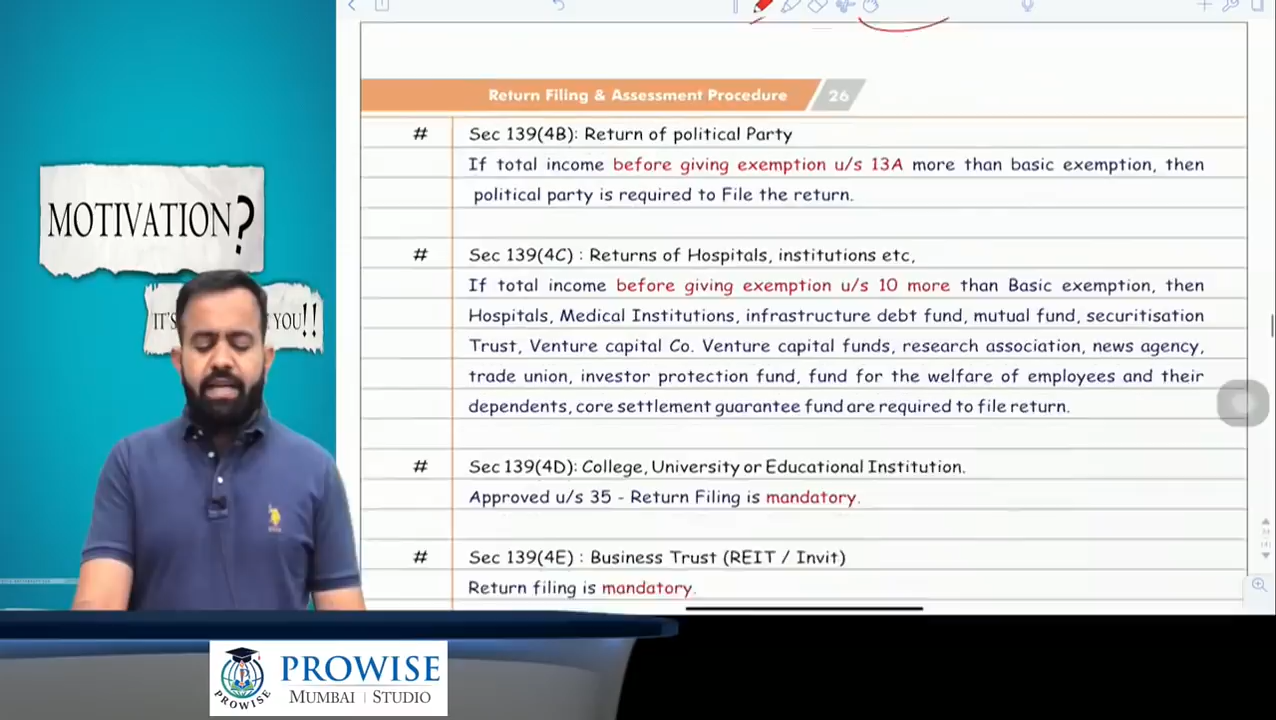 Return Filing & Assessment Procedure 26
# Sec 139(4B): Return of political Party
If total income before giving exemption u/s 13A more than basic exemption, then
political party is required to File the return.
# Sec 139(4C) : Returns of Hospitals, institutions etc,
If total income before giving exemption u/s 10 more than Basic exemption, then
Hospitals, Medical Institutions, infrastructure debt fund, mutual fund, securitisation
Trust, Venture capital Co. Venture capital funds, research association, news agency,
trade union, investor protection fund, fund for the welfare of employees and their
dependents, core settlement guarantee fund are required to file return.
# Sec 139(4D): College, University or Educational Institution.
Approved u/s 35 - Return Filing is mandatory.
# Sec 139(4E) : Business Trust (REIT / Invit)
Return filing is mandatory.
MOTIVATION?
IT'S YOU!!
PROWISE
MUMBAI | STUDIO
PROWISE